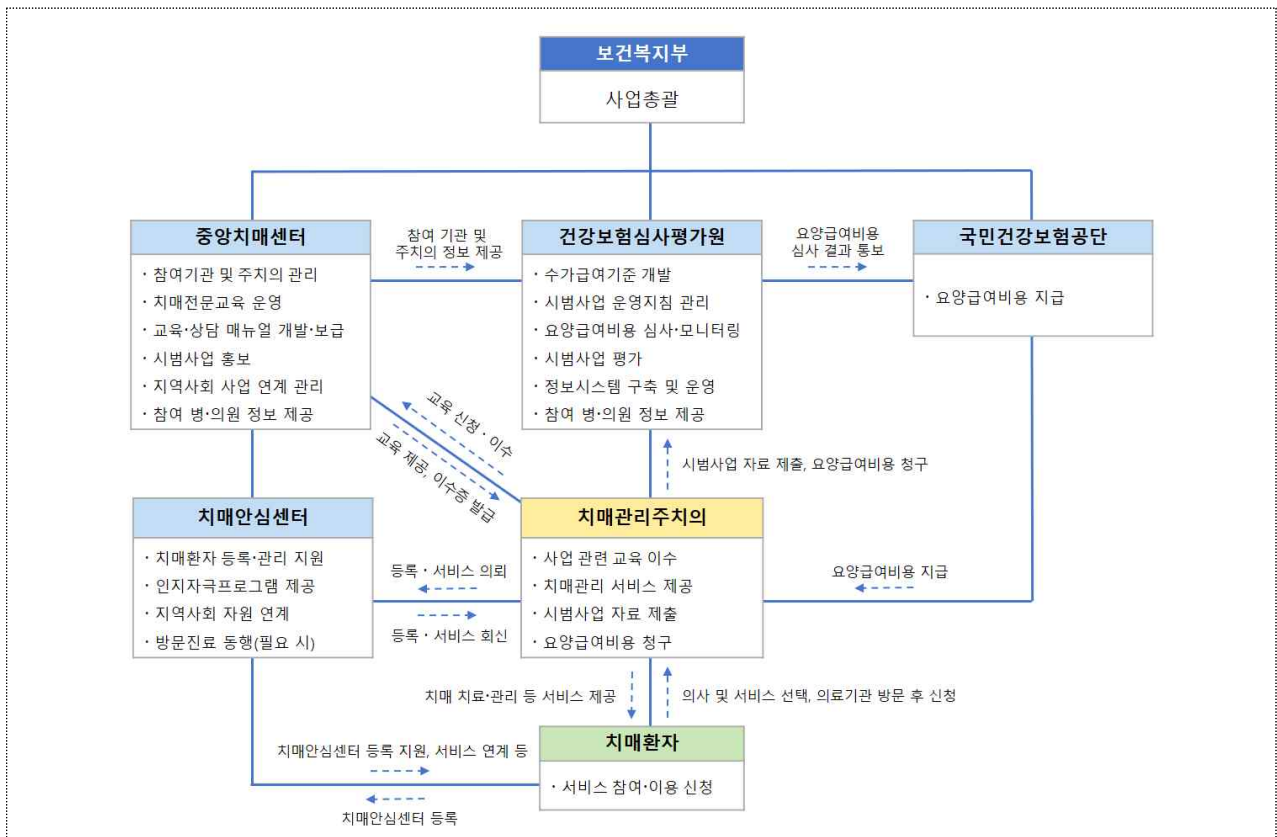 보건복지부
사업총괄
중앙치매센터
· 참여기관 및 주치의 관리
· 치매전문교육 운영
· 교육·상담 매뉴얼 개발·보급
· 시범사업 홍보
· 지역사회 사업 연계 관리
· 참여 병·의원 정보 제공
참여 기관 및
주치의 정보 제공
건강보험심사평가원
· 수가급여기준 개발
· 시범사업 운영지침 관리
· 요양급여비용 심사·모니터링
· 시범사업 평가
· 정보시스템 구축 및 운영
· 참여 병·의원 정보 제공
요양급여비용
심사 결과 통보
국민건강보험공단
· 요양급여비용 지급
교육 신청 · 이수
교육 제공, 이수증 발급
시범사업 자료 제출, 요양급여비용 청구
치매안심센터
· 치매환자 등록·관리 지원
· 인지자극프로그램 제공
· 지역사회 자원 연계
· 방문진료 동행(필요 시)
등록 · 서비스 의뢰
등록 · 서비스 회신
치매관리주치의
· 사업 관련 교육 이수
· 치매관리 서비스 제공
· 시범사업 자료 제출
· 요양급여비용 청구
요양급여비용 지급
치매 치료·관리 등 서비스 제공
의사 및 서비스 선택, 의료기관 방문 후 신청
치매안심센터 등록 지원, 서비스 연계 등
치매안심센터 등록
치매환자
· 서비스 참여·이용 신청